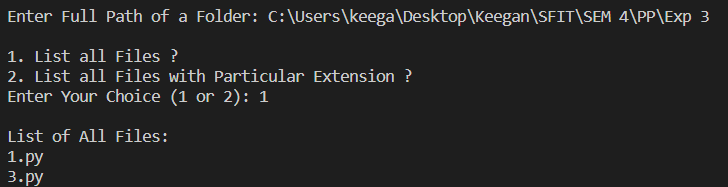 Enter Full Path of a Folder: C:\Users\keega\Desktop\Keegan\SFIT\SEM 4\PP\Exp 3
1. List all Files ?
2. List all Files with Particular Extension ?
Enter Your Choice (1 or 2): 1
List of All Files:
1.py
3.py